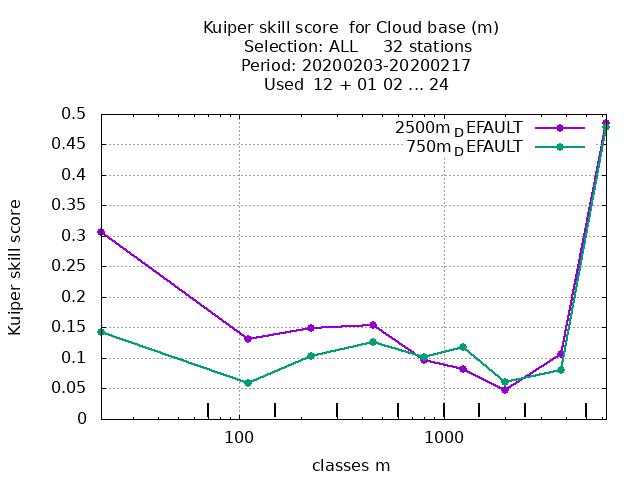 Kuiper skill score  for Cloud base (m)
Selection: ALL     32 stations
Period: 20200203-20200217
Used  12 + 01 02 ... 24
0.5
0.45
0.4
0.35
0.3
0.25
0.2
0.15
0.1
0.05
0
Kuiper skill score
2500m_DEFAULT
750m_DEFAULT
100
1000
classes m